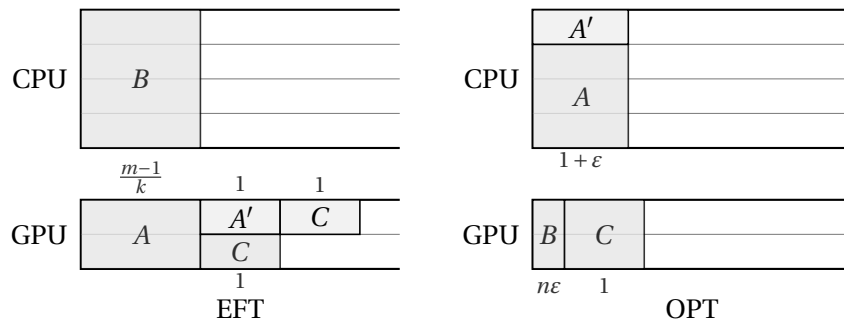 CPU
B
m−1
k
1
1
GPU
A
A′
C
C
1
EFT
CPU
A′
A
1 + ε
GPU
B
C
nε
1
OPT